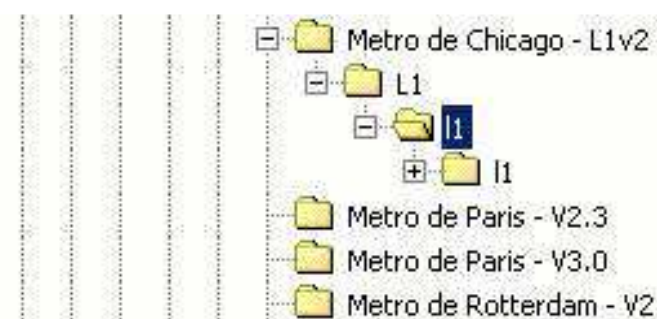 Metro de Chicago - L1v2
L1
l1
l1
Metro de Paris - V2.3
Metro de Paris - V3.0
Metro de Rotterdam - V2